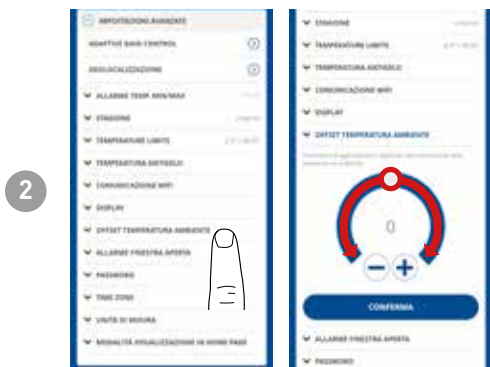 2
IMPOSTAZIONI AVANZATE
ADAPTIVE BAND CONTROL
GEOLOCALIZZAZIONE
ALLARME TEMP. MIN/MAX
STAGIONE
TEMPERATURE LIMITE
TEMPERATURA ANTIGELO
COMUNICAZIONE WIFI
DISPLAY
OFFSET TEMPERATURA AMBIENTE
ALLARME FINESTRA APERTA
PASSWORD
TIME ZONE
UNITÀ DI MISURA
MODALITÀ VISUALIZZAZIONE IN HOME PAGE
STAGIONE
TEMPERATURE LIMITE
TEMPERATURA ANTIGELO
COMUNICAZIONE WIFI
DISPLAY
OFFSET TEMPERATURA AMBIENTE
0
CONFERMA
ALLARME FINESTRA APERTA
PASSWORD